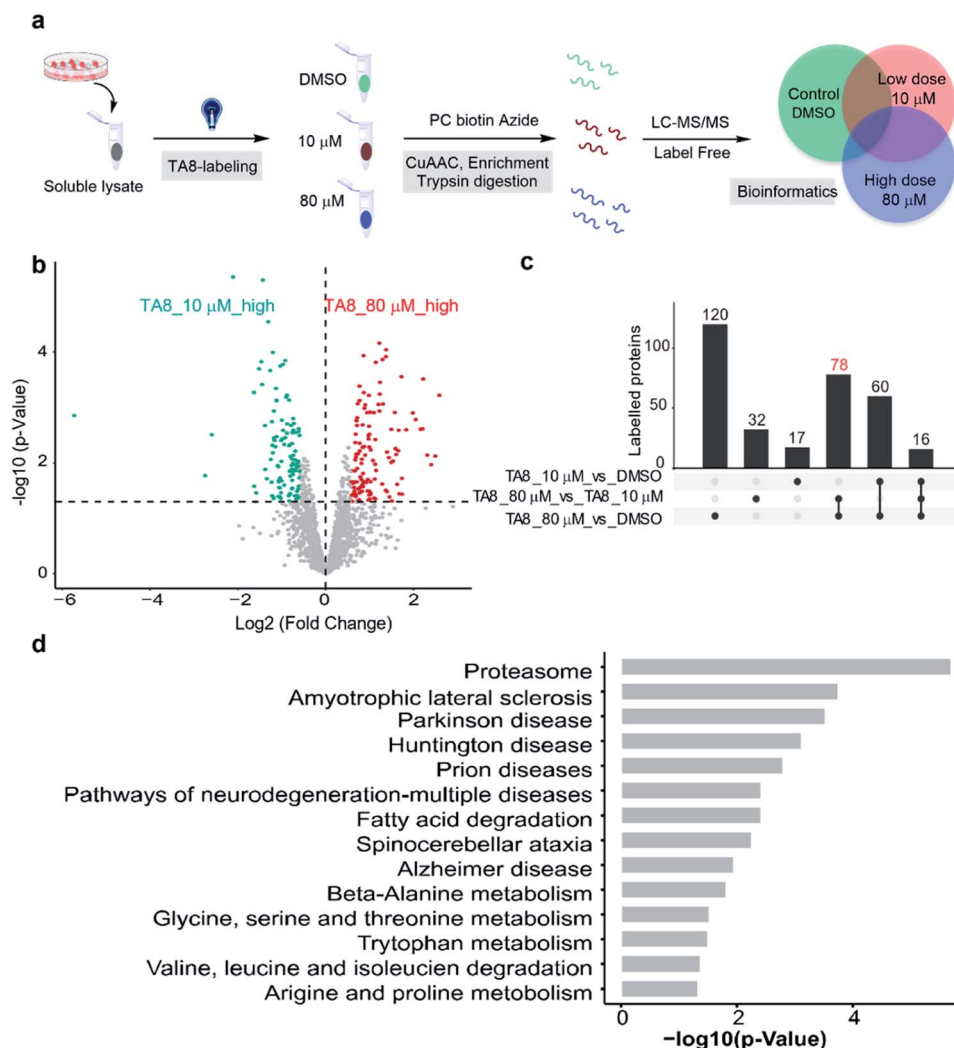 a
DMSO
10 μM
80 μM
Soluble lysate
TA8-labeling
PC biotin Azide
CuAAC, Enrichment
Trypsin digestion
LC-MS/MS
Label Free
Bioinformatics
Control
DMSO
Low dose
10 μM
High dose
80 μM
b
TA8_10 μM_high
TA8_80 μM_high
-log10 (p-Value)
4
2
0
−6
−4
−2
0
2
Log2 (Fold Change)
c
Labelled proteins
100
50
0
120
32
17
78
60
16
TA8_10 μM_vs_DMSO
TA8_80 μM_vs_TA8_10 μM
TA8_80 μM_vs_DMSO
d
Proteasome
Amyotrophic lateral sclerosis
Parkinson disease
Huntington disease
Prion diseases
Pathways of neurodegeneration-multiple diseases
Fatty acid degradation
Spinocerebellar ataxia
Alzheimer disease
Beta-Alanine metabolism
Glycine, serine and threonine metabolism
Trytophan metabolism
Valine, leucine and isoleucien degradation
Arigine and proline metobolism
0
2
4
−log10(p-Value)